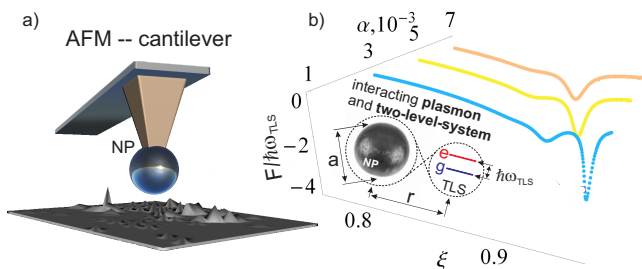 a)
AFM -- cantilever
NP
b)
α,10⁻³
1
3
5
7
F/ħω_TLS
0
−2
−4
interacting plasmon
and two-level-system
a
NP
r
e
g
TLS
ħω_TLS
0.8
0.9
ξ